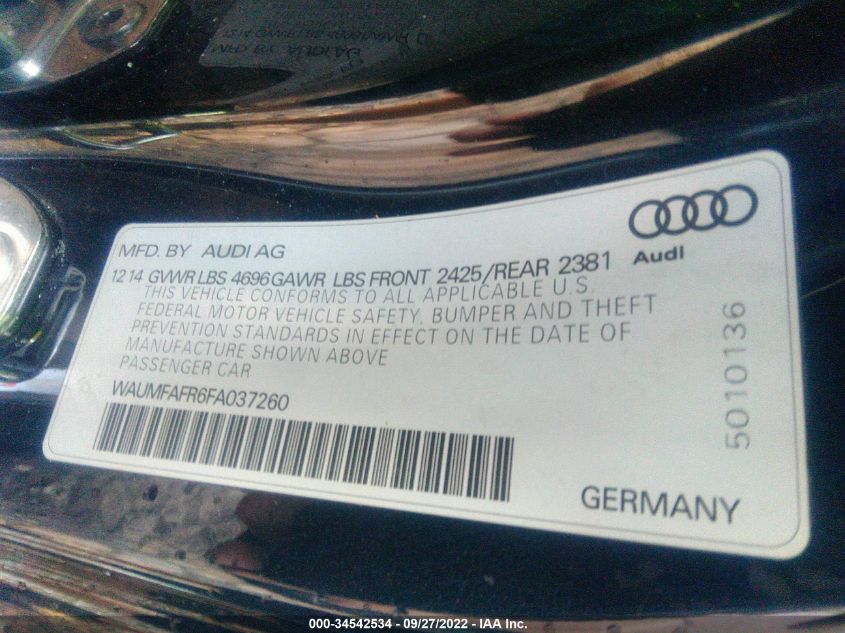 Audi
MFD. BY AUDI AG
12 14 GVWR LBS 4696 GAWR LBS FRONT 2425/REAR 2381
THIS VEHICLE CONFORMS TO ALL APPLICABLE U.S.
FEDERAL MOTOR VEHICLE SAFETY, BUMPER AND THEFT
PREVENTION STANDARDS IN EFFECT ON THE DATE OF
MANUFACTURE SHOWN ABOVE
PASSENGER CAR
WAUMFAFR6FA037260
5010136
GERMANY
000-34542534 - 09/27/2022 - IAA Inc.